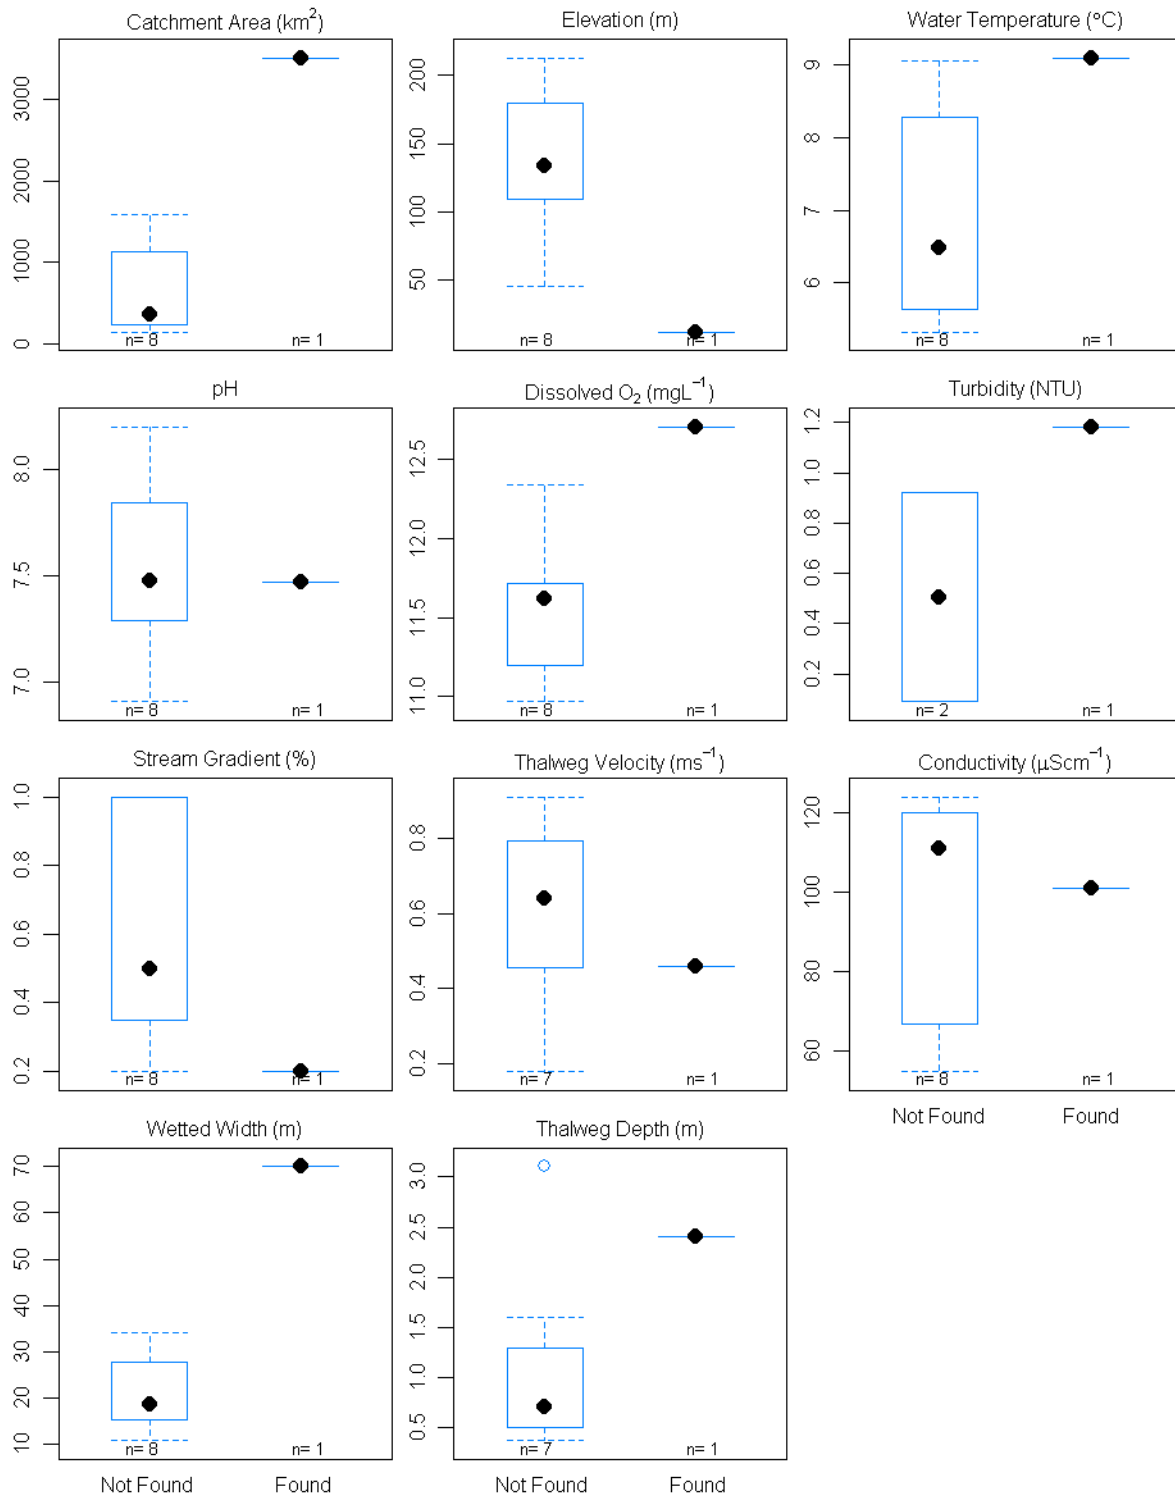 Catchment Area (km²)
3000
2000
1000
0
n= 8
n= 1
Elevation (m)
200
150
100
50
n= 8
n= 1
Water Temperature (°C)
9
8
7
6
n= 8
n= 1
pH
8.0
7.5
7.0
n= 8
n= 1
Dissolved O₂ (mgL⁻¹)
12.5
12.0
11.5
11.0
n= 8
n= 1
Turbidity (NTU)
1.2
1.0
0.8
0.6
0.4
0.2
n= 2
n= 1
Stream Gradient (%)
1.0
0.8
0.6
0.4
0.2
n= 8
n= 1
Thalweg Velocity (ms⁻¹)
0.8
0.6
0.4
0.2
n= 7
n= 1
Conductivity (μScm⁻¹)
120
100
80
60
n= 8
n= 1
Not Found
Found
Wetted Width (m)
70
60
50
40
30
20
10
n= 8
n= 1
Not Found
Found
Thalweg Depth (m)
3.0
2.5
2.0
1.5
1.0
0.5
n= 7
n= 1
Not Found
Found